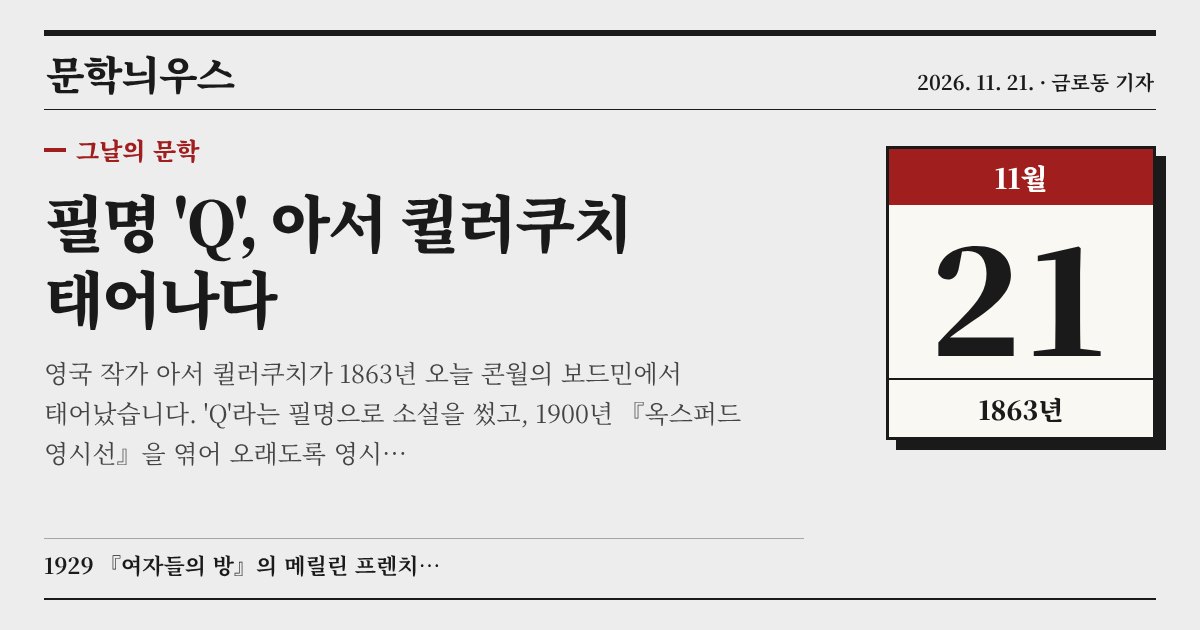 문학늬우스
2026. 11. 21. · 금로동 기자
그날의 문학
필명 'Q', 아서 퀼러쿠치
태어나다
영국 작가 아서 퀼러쿠치가 1863년 오늘 콘월의 보드민에서
태어났습니다. 'Q'라는 필명으로 소설을 썼고, 1900년 『옥스퍼드
영시선』을 엮어 오래도록 영시…
11월
21
1863년
1929 『여자들의 방』의 메릴린 프렌치…